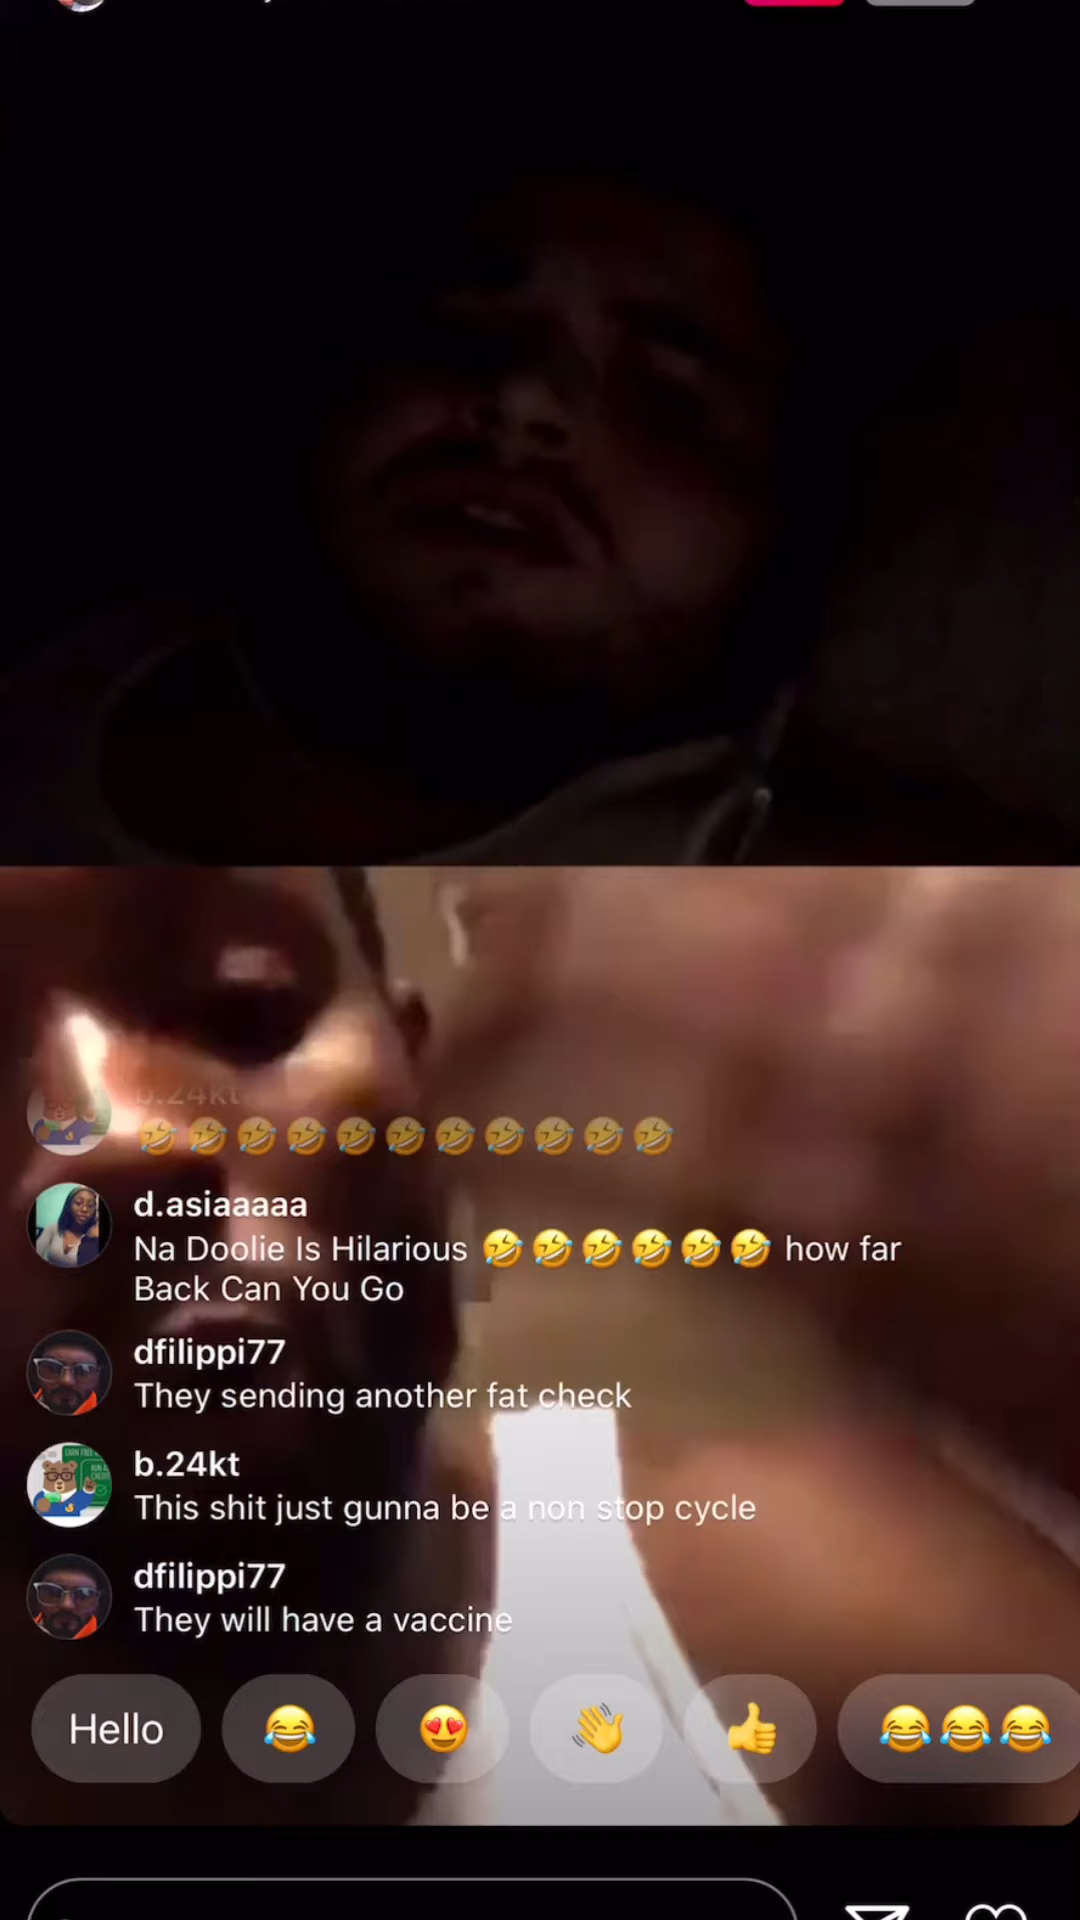 b.24kt
🤣🤣🤣🤣🤣🤣🤣🤣🤣🤣🤣
d.asiaaaaa
Na Doolie Is Hilarious 🤣🤣🤣🤣🤣🤣 how far
Back Can You Go
dfilippi77
They sending another fat check
b.24kt
This shit just gunna be a non stop cycle
dfilippi77
They will have a vaccine
Hello 😂 😍 👋 👍 😂😂😂